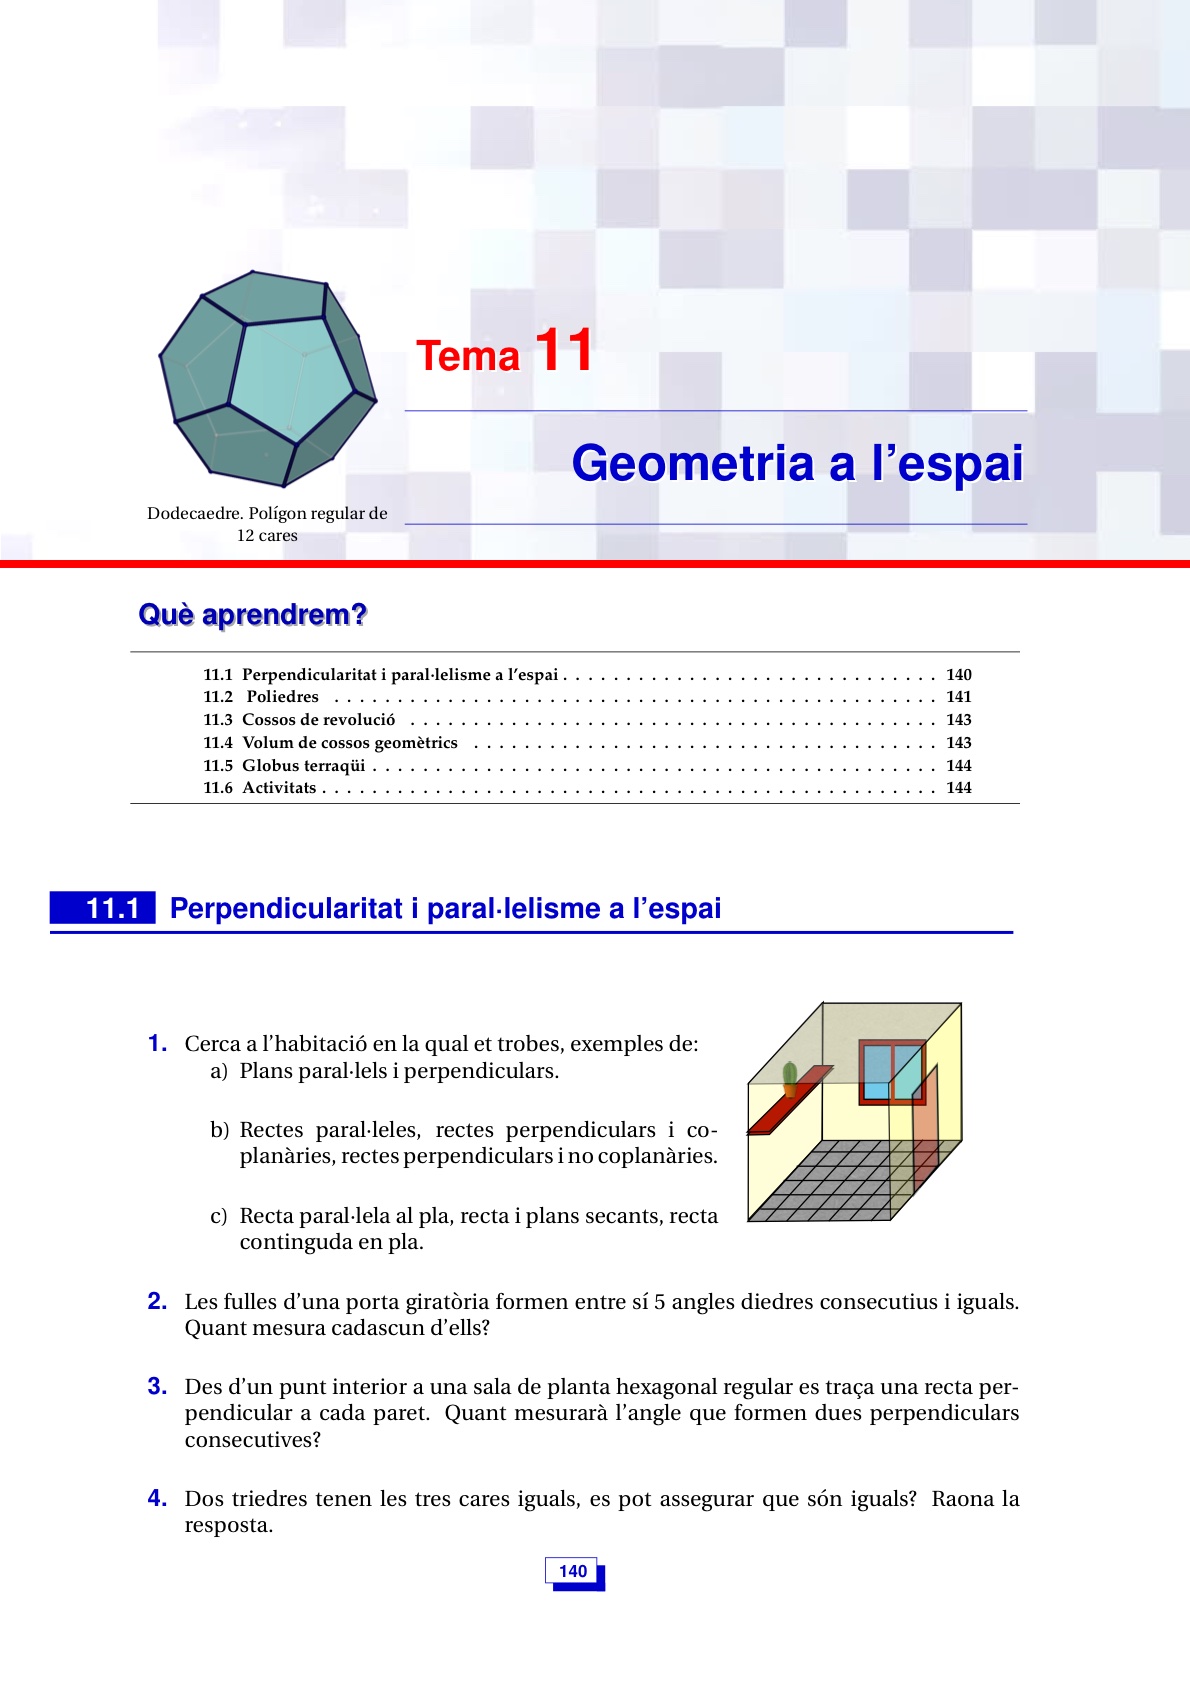 Tema 11
Geometria a l’espai
Dodecaedre. Polígon regular de
12 cares
Què aprendrem?
11.1 Perpendicularitat i paral·lelisme a l’espai . . . . . . . . . . . . . . . . . . . . . . . . . . . . . . 140
11.2 Poliedres . . . . . . . . . . . . . . . . . . . . . . . . . . . . . . . . . . . . . . . . . . . . . . . . 141
11.3 Cossos de revolució . . . . . . . . . . . . . . . . . . . . . . . . . . . . . . . . . . . . . . . . . . 143
11.4 Volum de cossos geomètrics . . . . . . . . . . . . . . . . . . . . . . . . . . . . . . . . . . . . . 143
11.5 Globus terraqüi . . . . . . . . . . . . . . . . . . . . . . . . . . . . . . . . . . . . . . . . . . . . . 144
11.6 Activitats . . . . . . . . . . . . . . . . . . . . . . . . . . . . . . . . . . . . . . . . . . . . . . . . . 144
11.1 Perpendicularitat i paral·lelisme a l’espai
1. Cerca a l’habitació en la qual et trobes, exemples de:
a) Plans paral·lels i perpendiculars.
b) Rectes paral·leles, rectes perpendiculars i co-
planàries, rectes perpendiculars i no coplanàries.
c) Recta paral·lela al pla, recta i plans secants, recta
continguda en pla.
2. Les fulles d’una porta giratòria formen entre sí 5 angles diedres consecutius i iguals.
Quant mesura cadascun d’ells?
3. Des d’un punt interior a una sala de planta hexagonal regular es traça una recta per-
pendicular a cada paret. Quant mesurarà l’angle que formen dues perpendiculars
consecutives?
4. Dos triedres tenen les tres cares iguals, es pot assegurar que són iguals? Raona la
resposta.
140